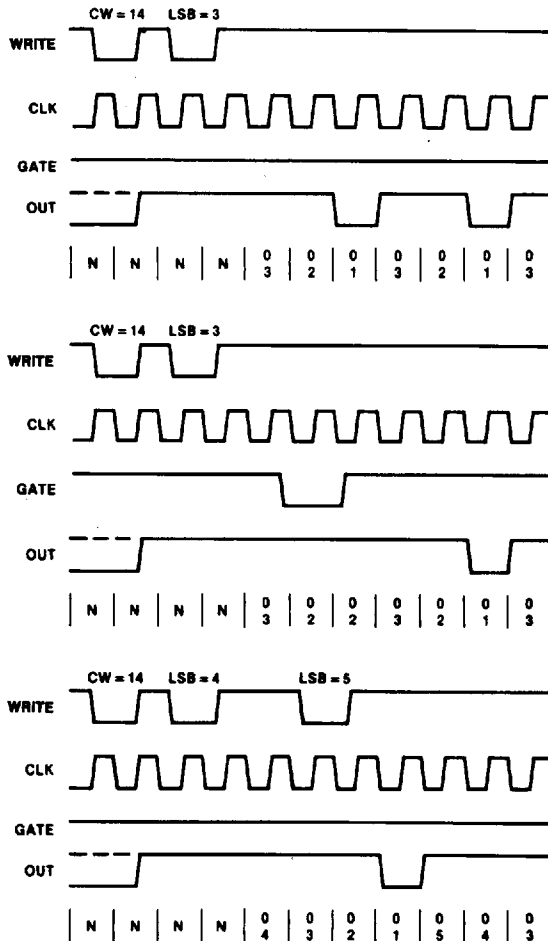 CW = 14 LSB = 3
WRITE
CLK
GATE
OUT
N N N N 0 0 0 0 0 0 0
3 2 1 3 2 1 3
CW = 14 LSB = 3
WRITE
CLK
GATE
OUT
N N N N 0 0 0 0 0 0 0
3 2 2 3 2 1 3
CW = 14 LSB = 4 LSB = 5
WRITE
CLK
GATE
OUT
N N N N 0 0 0 0 0 0 0
4 3 2 1 5 4 3